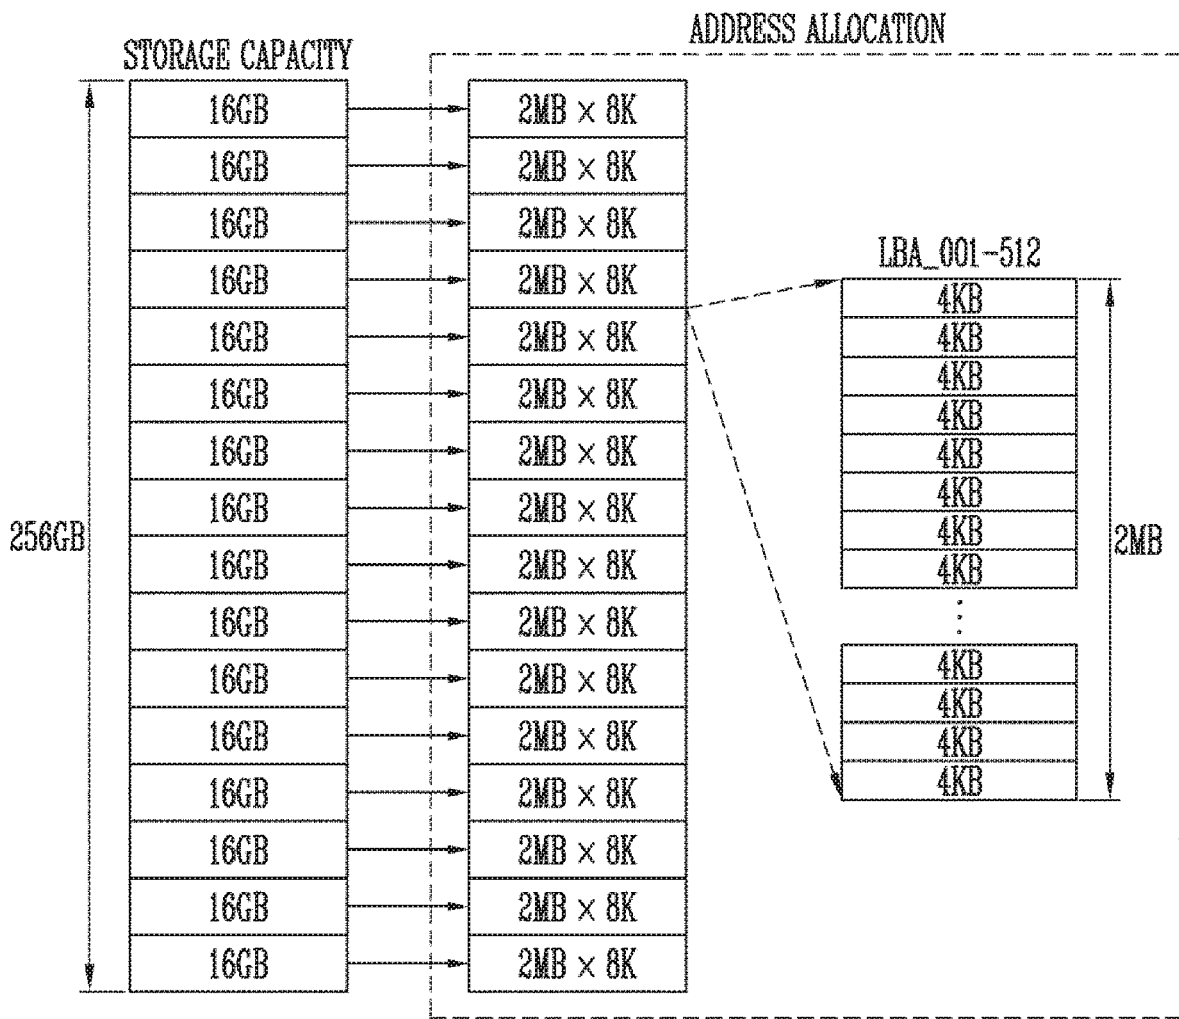 ADDRESS ALLOCATION
STORAGE CAPACITY
16GB 2MB × 8K
16GB 2MB × 8K
16GB 2MB × 8K
LBA_001-512
16GB 2MB × 8K
4KB
16GB 2MB × 8K 4KB
4KB
16GB 2MB × 8K
4KB
16GB 2MB × 8K 4KB
4KB
16GB 2MB × 8K
4KB
256GB 2MB
16GB 2MB × 8K 4KB
16GB 2MB × 8K
4KB
16GB 2MB × 8K
4KB
16GB 2MB × 8K 4KB
4KB
16GB 2MB × 8K
16GB 2MB × 8K
16GB 2MB × 8K
16GB 2MB × 8K